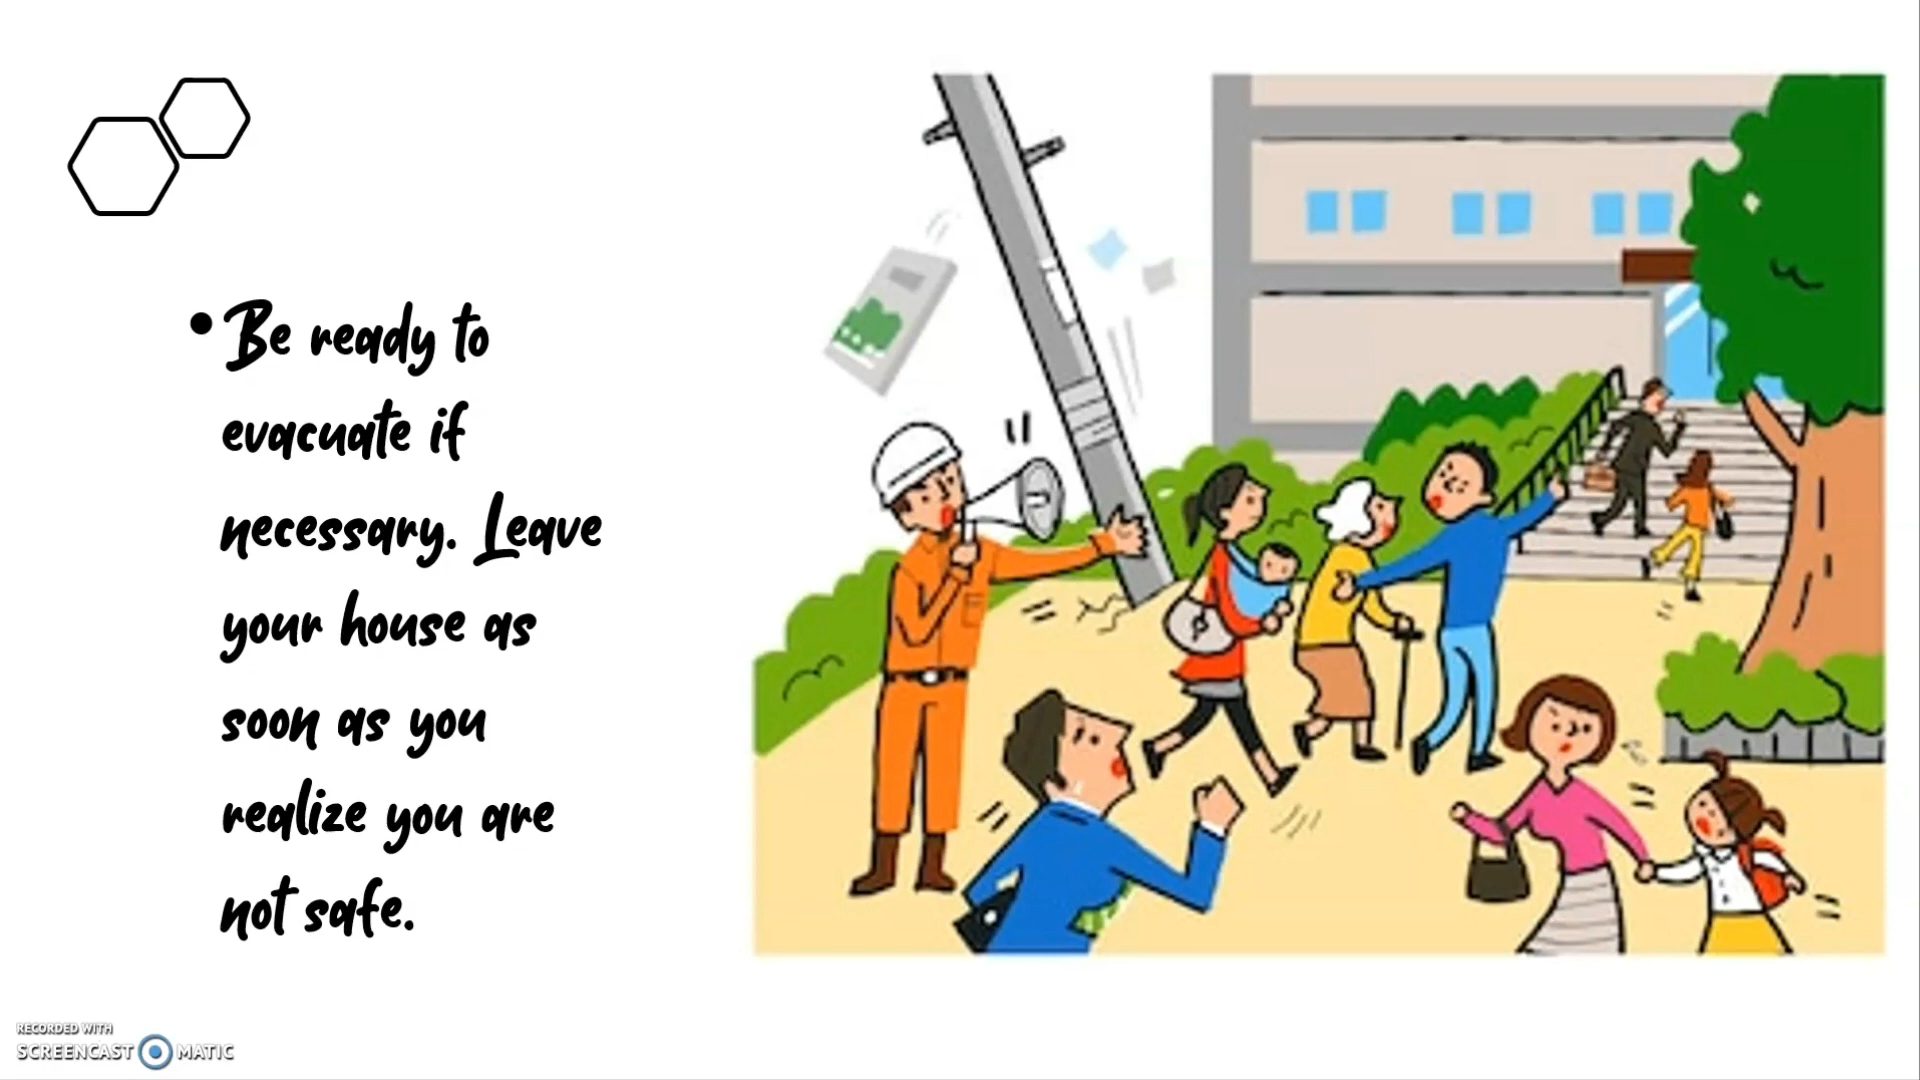 • Be ready to
evacuate if
necessary. Leave
your house as
soon as you
realize you are
not safe.
RECORDED WITH
SCREENCAST MATIC